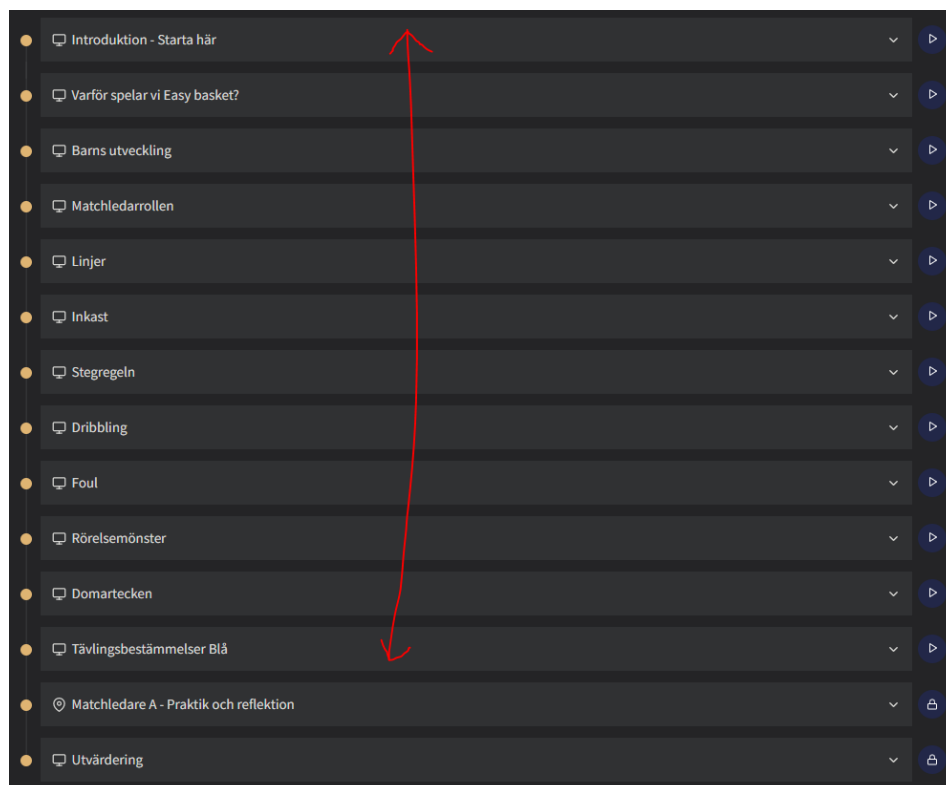 Introduktion - Starta här
Varför spelar vi Easy basket?
Barns utveckling
Matchledarrollen
Linjer
Inkast
Stegregeln
Dribbling
Foul
Rörelsemönster
Domartecken
Tävlingsbestämmelser Blå
Matchledare A - Praktik och reflektion
Utvärdering